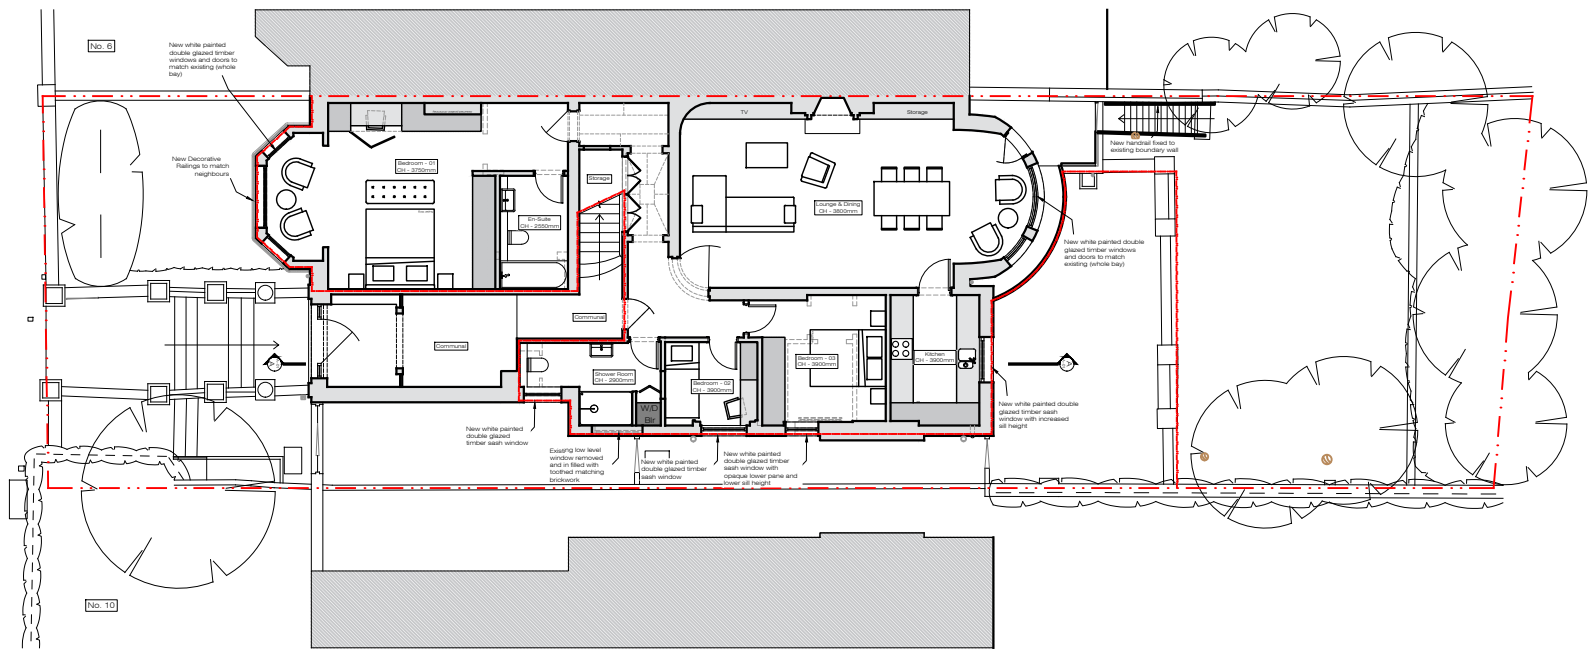 No. 6
New white painted
double glazed timber
windows and doors to
match existing (whole
bay)
New Decorative
Railings to match
neighbours
Bedroom - 01
CH - 3750mm
En-Suite
CH - 2550mm
Storage
TV
Storage
Lounge & Dining
CH - 3800mm
New handrail fixed to
existing boundary wall
New white painted double
glazed timber windows
and doors to match
existing (whole bay)
Communal
Communal
Shower Room
CH - 2900mm
W/D
Blr
Bedroom - 02
CH - 3900mm
Bedroom - 03
CH - 3900mm
Kitchen
CH - 3900mm
New white painted double
glazed timber sash
window with increased
sill height
New white painted
double glazed
timber sash window
Existing low level
window removed
and in filled with
toothed matching
brickwork
New white painted
double glazed timber
sash window
New white painted
double glazed timber
sash window with
opaque lower pane and
lower sill height
No. 10